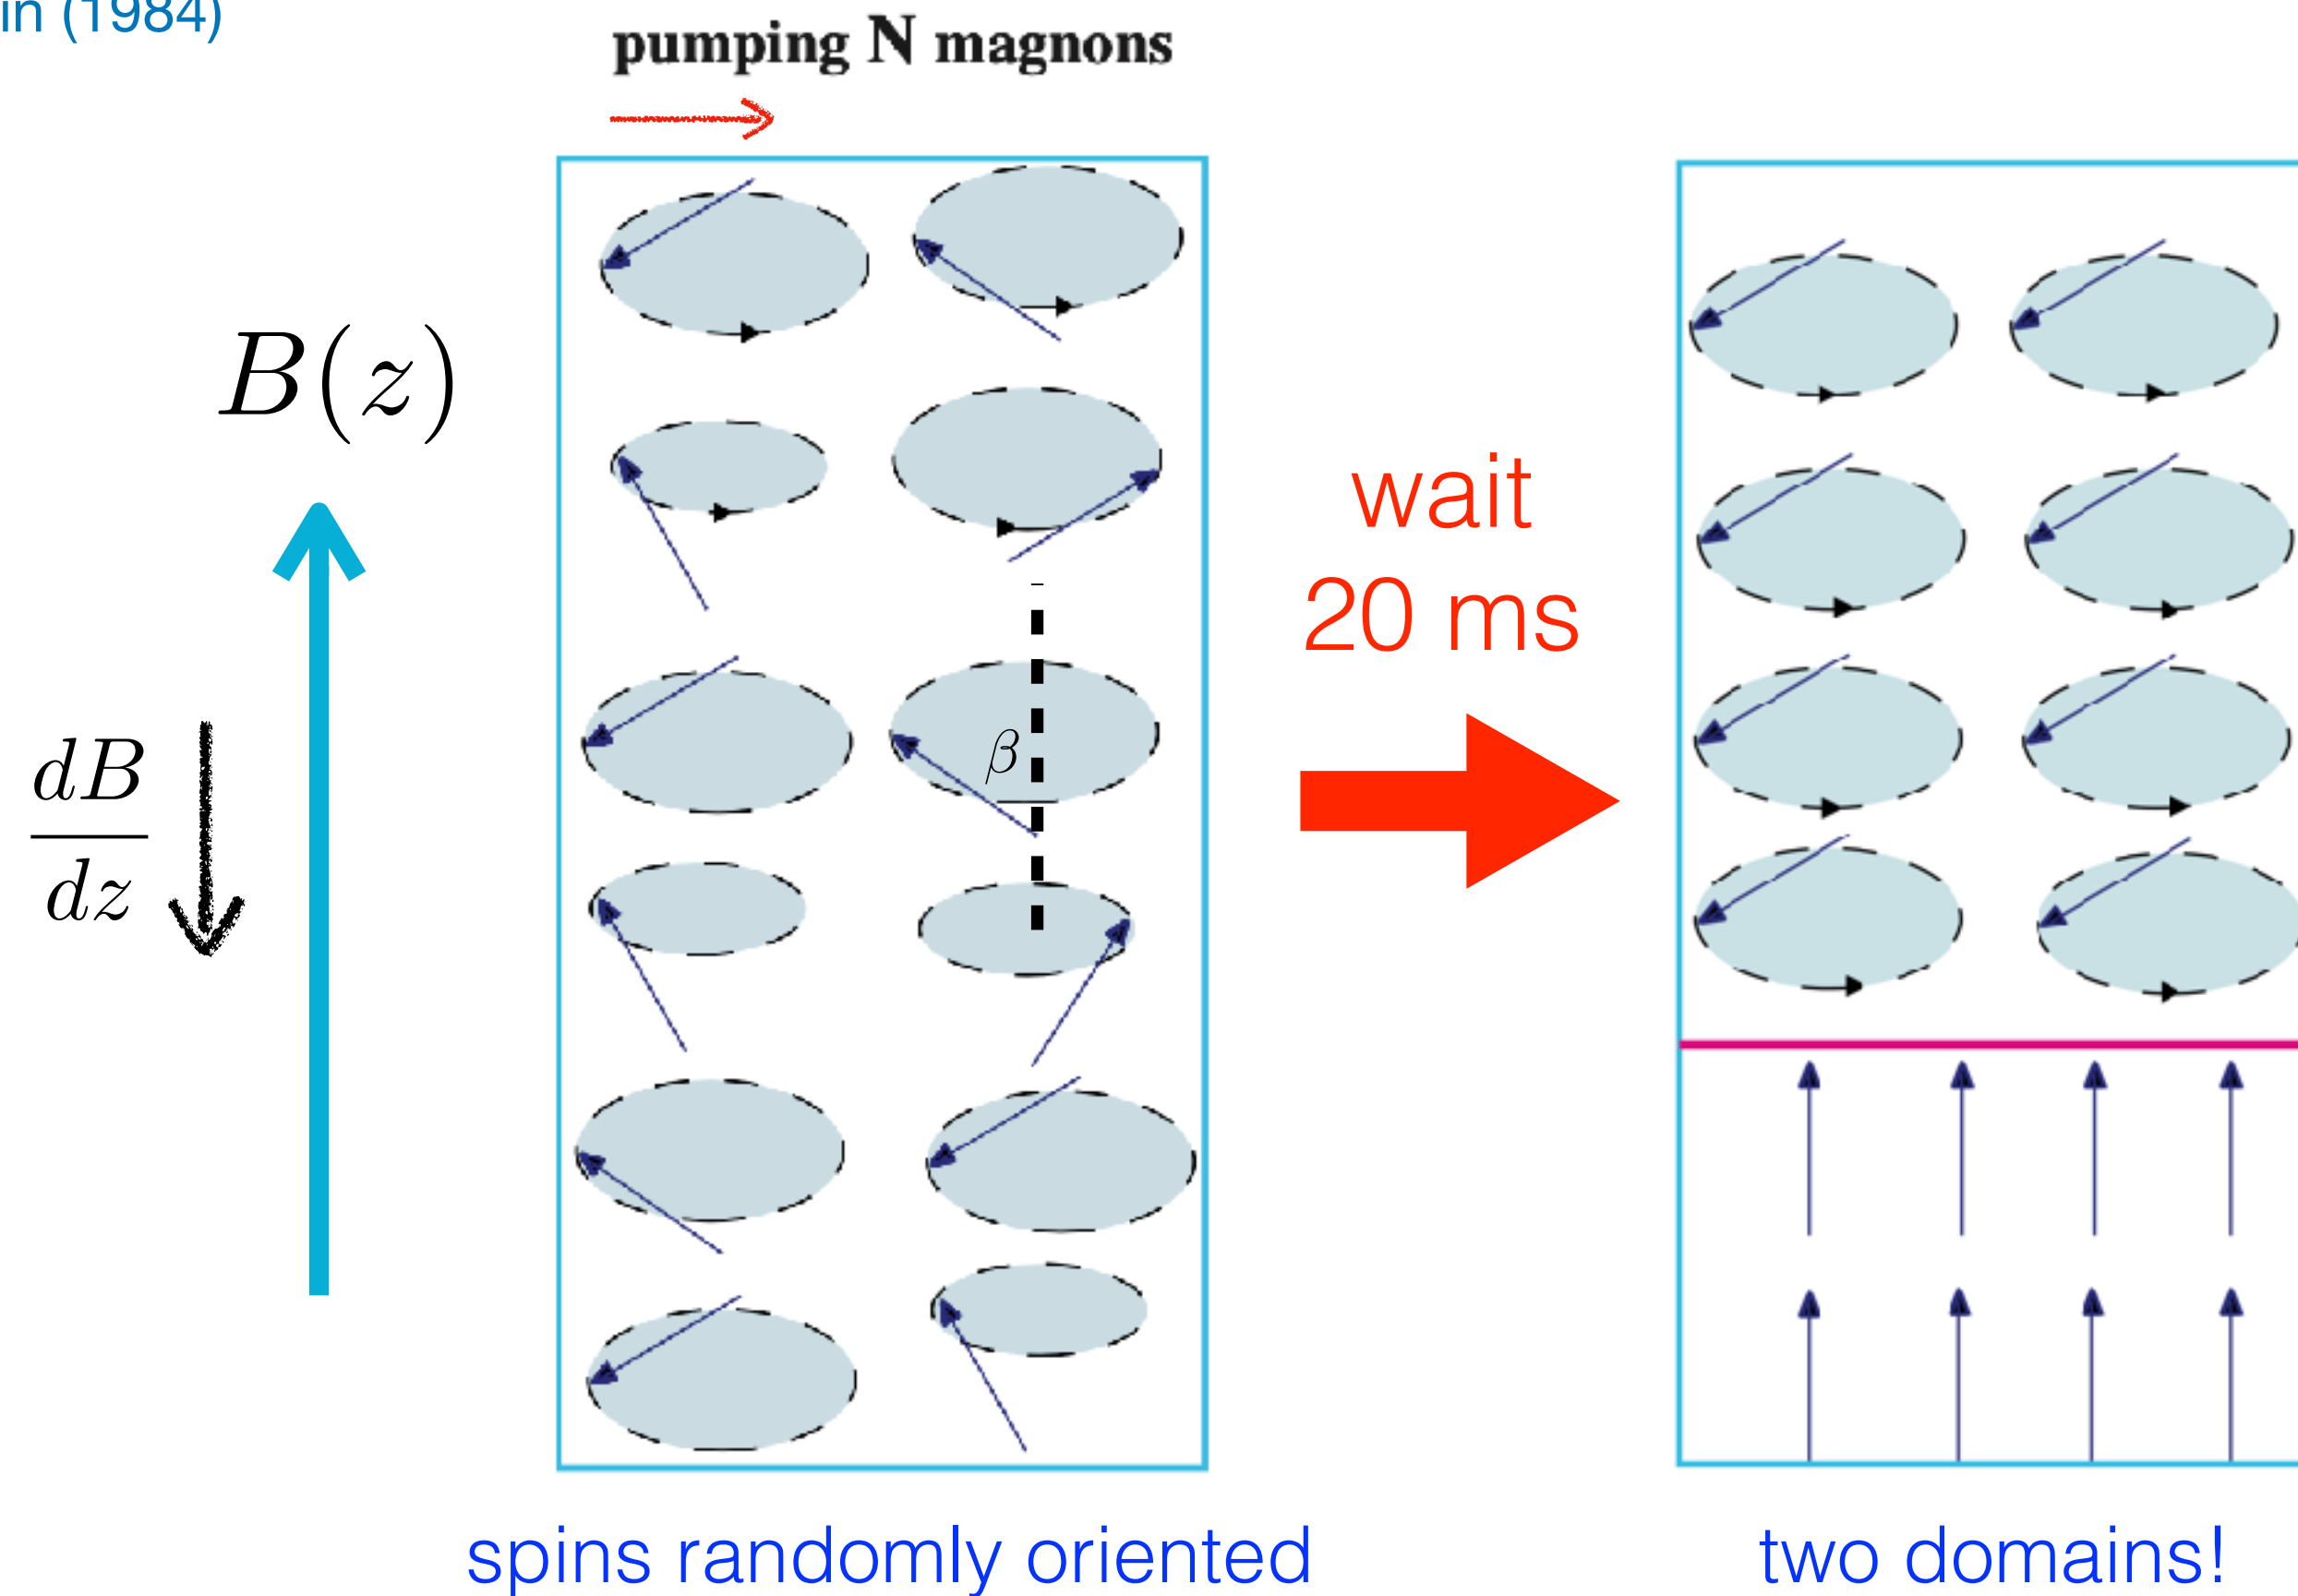 in (1984)
pumping N magnons
B(z)
wait
20 ms
β
dB
dz
spins randomly oriented
two domains!